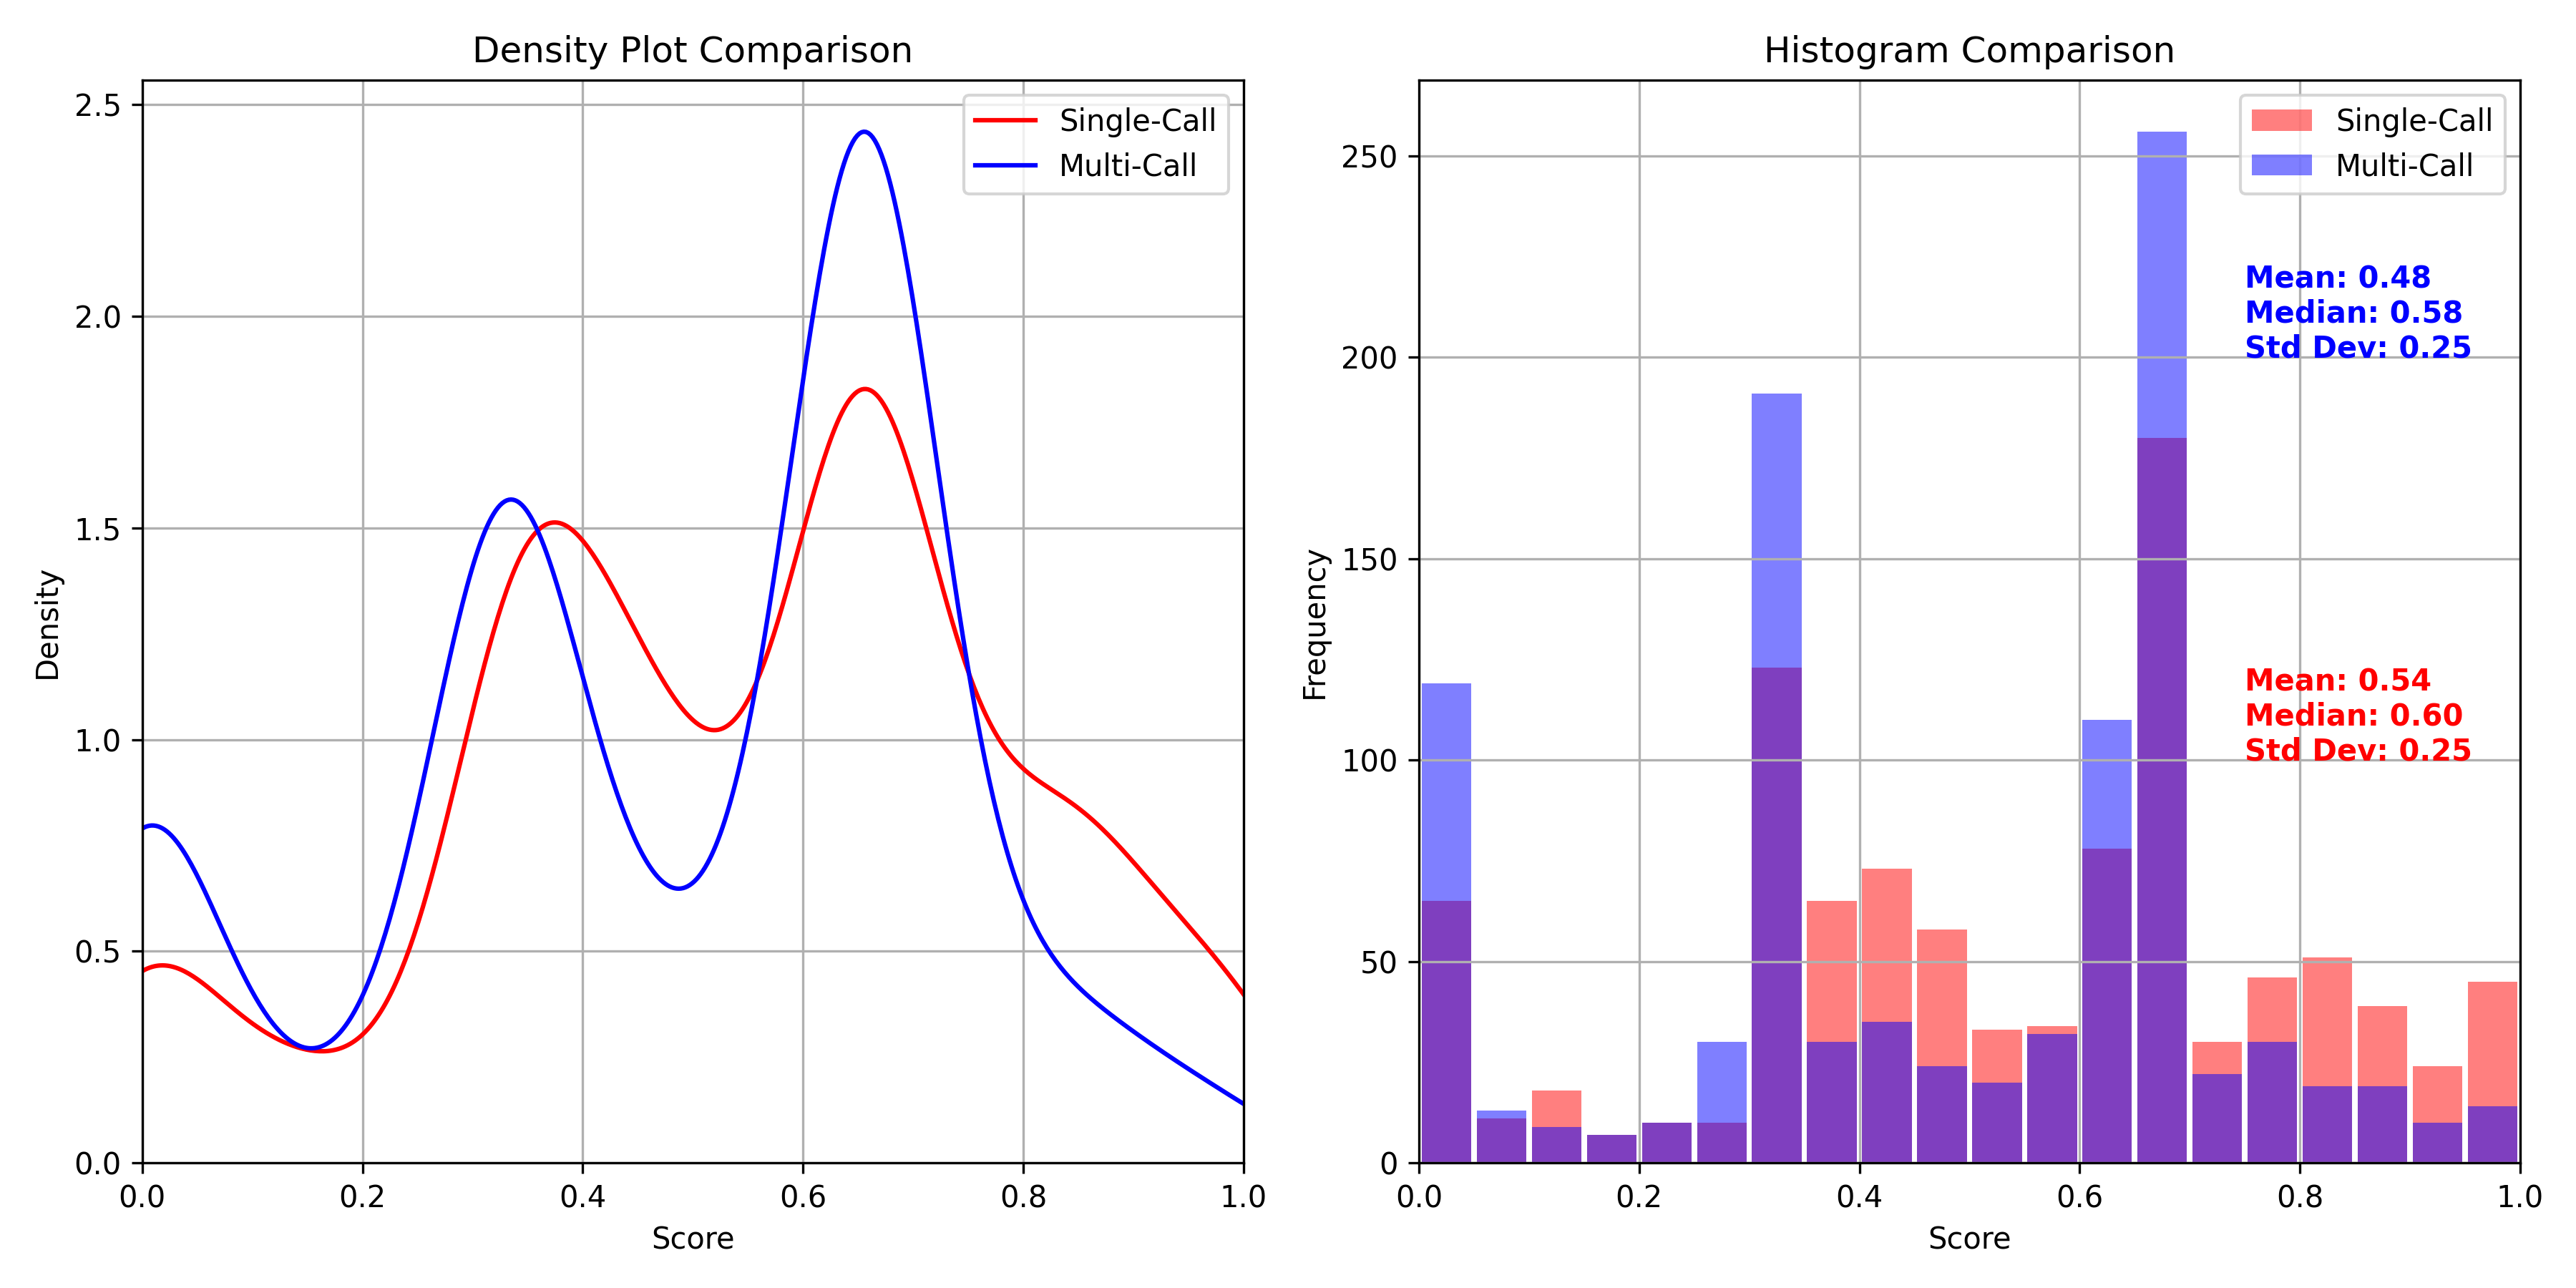 Density Plot Comparison
2.5
2.0
1.5
1.0
0.5
0.0
Density
0.0 0.2 0.4 0.6 0.8 1.0
Score
Single-Call
Multi-Call
Histogram Comparison
250
200
150
100
50
0
Frequency
0.0 0.2 0.4 0.6 0.8 1.0
Score
Single-Call
Multi-Call
Mean: 0.48
Median: 0.58
Std Dev: 0.25
Mean: 0.54
Median: 0.60
Std Dev: 0.25